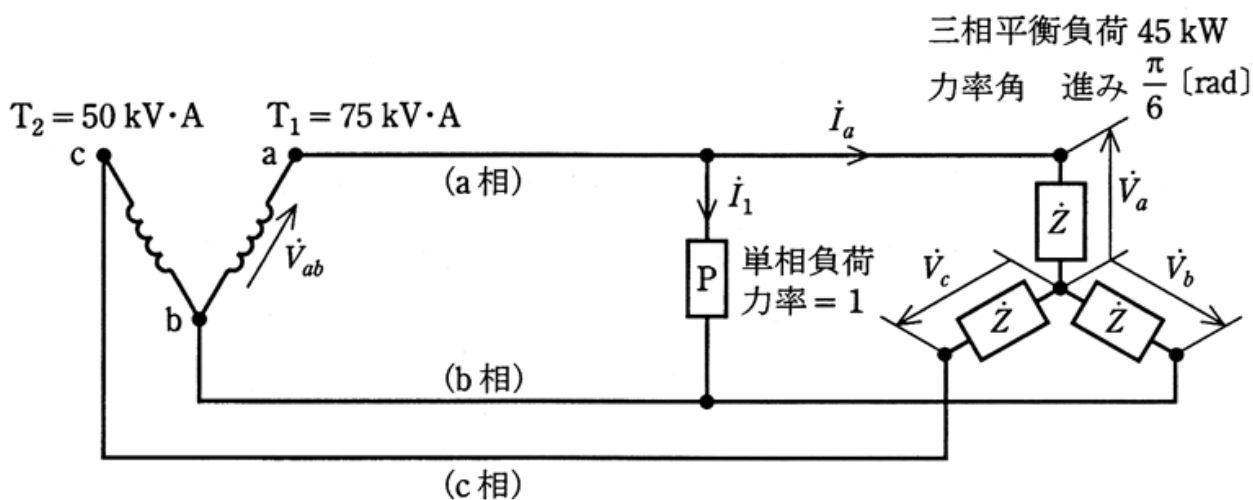 三相平衡負荷 45 kW
力率角 進み π/6 〔rad〕
T₂ = 50 kV·A
T₁ = 75 kV·A
c
a
İₐ
(a 相)
İ₁
V̇ₐ
Ż
V̇ab
P
単相負荷
力率 = 1
V̇c
V̇b
b
Ż
Ż
(b 相)
(c 相)